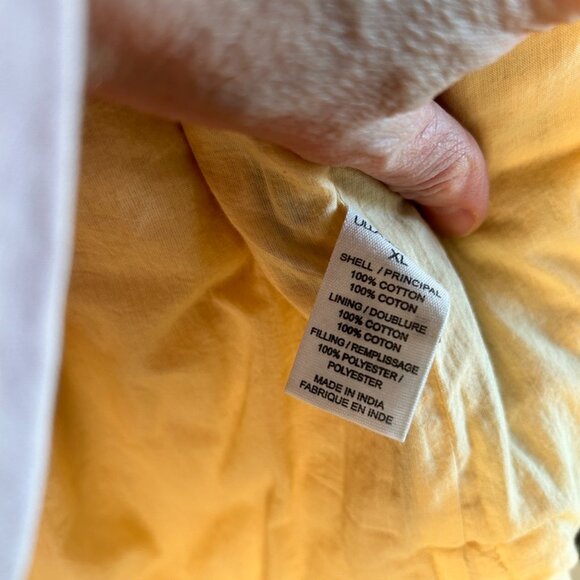 XL
SHELL / PRINCIPAL
100% COTTON
100% COTON
LINING / DOUBLURE
100% COTTON
100% COTON
FILLING / REMPLISSAGE
100% POLYESTER /
POLYESTER
MADE IN INDIA
FABRIQUE EN INDE